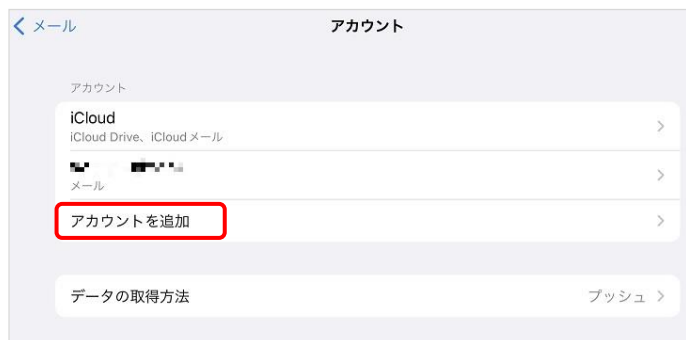 メール
アカウント
アカウント
iCloud
iCloud Drive、iCloud メール
メール
アカウントを追加
データの取得方法 プッシュ